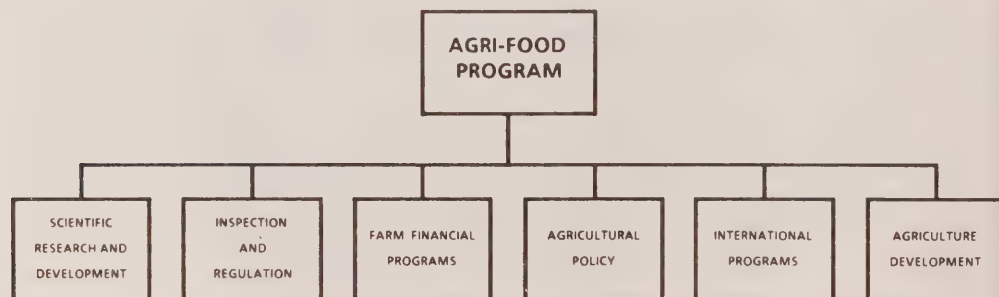 AGRI-FOOD
PROGRAM
SCIENTIFIC
RESEARCH AND
DEVELOPMENT
INSPECTION
AND
REGULATION
FARM FINANCIAL
PROGRAMS
AGRICULTURAL
POLICY
INTERNATIONAL
PROGRAMS
AGRICULTURE
DEVELOPMENT